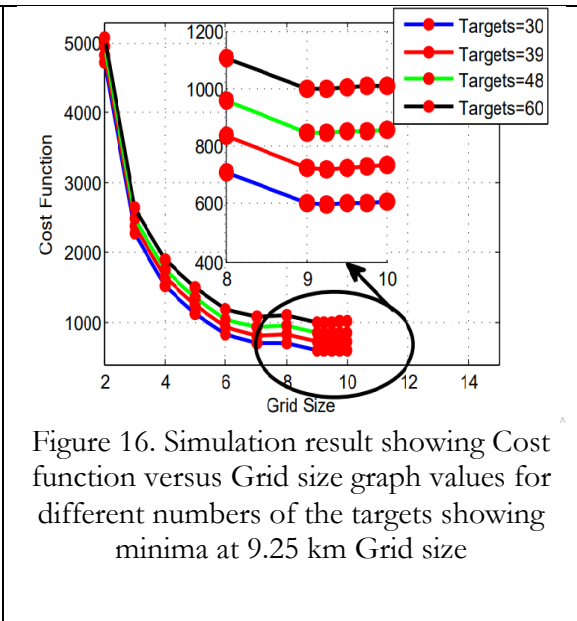 Targets=30
Targets=39
Targets=48
Targets=60
5000
4000
3000
2000
1000
Cost Function
1200
1000
800
600
400
8
9
10
2
4
6
8
10
12
14
Grid Size
Figure 16. Simulation result showing Cost
function versus Grid size graph values for
different numbers of the targets showing
minima at 9.25 km Grid size